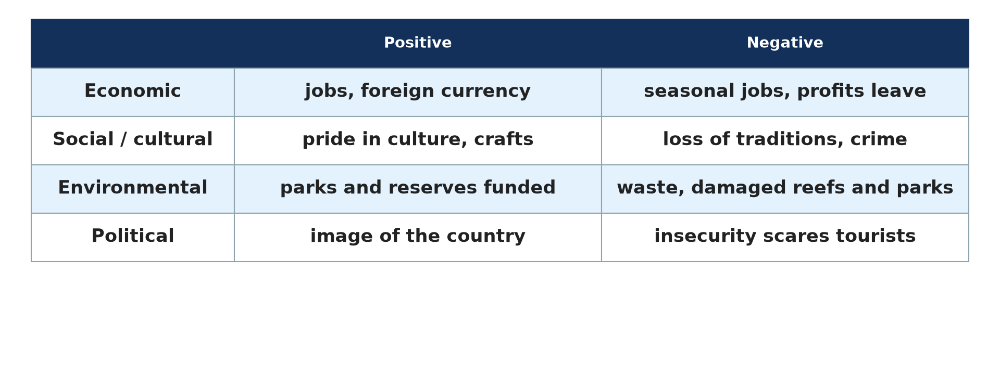 Positive Negative
Economic jobs, foreign currency seasonal jobs, profits leave
Social / cultural pride in culture, crafts loss of traditions, crime
Environmental parks and reserves funded waste, damaged reefs and parks
Political image of the country insecurity scares tourists